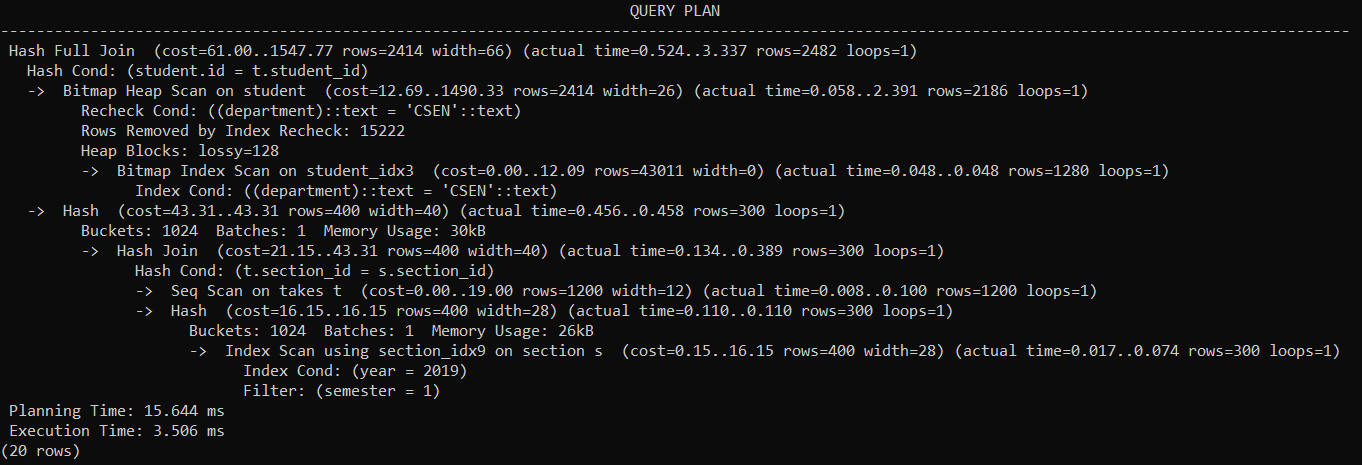 QUERY PLAN
---------------------------------------------------------------------------------------------------------------------------------------------------
Hash Full Join  (cost=61.00..1547.77 rows=2414 width=66) (actual time=0.524..3.337 rows=2482 loops=1)
  Hash Cond: (student.id = t.student_id)
  ->  Bitmap Heap Scan on student  (cost=12.69..1490.33 rows=2414 width=26) (actual time=0.058..2.391 rows=2186 loops=1)
        Recheck Cond: ((department)::text = 'CSEN'::text)
        Rows Removed by Index Recheck: 15222
        Heap Blocks: lossy=128
        ->  Bitmap Index Scan on student_idx3  (cost=0.00..12.09 rows=43011 width=0) (actual time=0.048..0.048 rows=1280 loops=1)
              Index Cond: ((department)::text = 'CSEN'::text)
  ->  Hash  (cost=43.31..43.31 rows=400 width=40) (actual time=0.456..0.458 rows=300 loops=1)
        Buckets: 1024  Batches: 1  Memory Usage: 30kB
        ->  Hash Join  (cost=21.15..43.31 rows=400 width=40) (actual time=0.134..0.389 rows=300 loops=1)
              Hash Cond: (t.section_id = s.section_id)
              ->  Seq Scan on takes t  (cost=0.00..19.00 rows=1200 width=12) (actual time=0.008..0.100 rows=1200 loops=1)
              ->  Hash  (cost=16.15..16.15 rows=400 width=28) (actual time=0.110..0.110 rows=300 loops=1)
                    Buckets: 1024  Batches: 1  Memory Usage: 26kB
                    ->  Index Scan using section_idx9 on section s  (cost=0.15..16.15 rows=400 width=28) (actual time=0.017..0.074 rows=300 loops=1)
                          Index Cond: (year = 2019)
                          Filter: (semester = 1)
Planning Time: 15.644 ms
Execution Time: 3.506 ms
(20 rows)